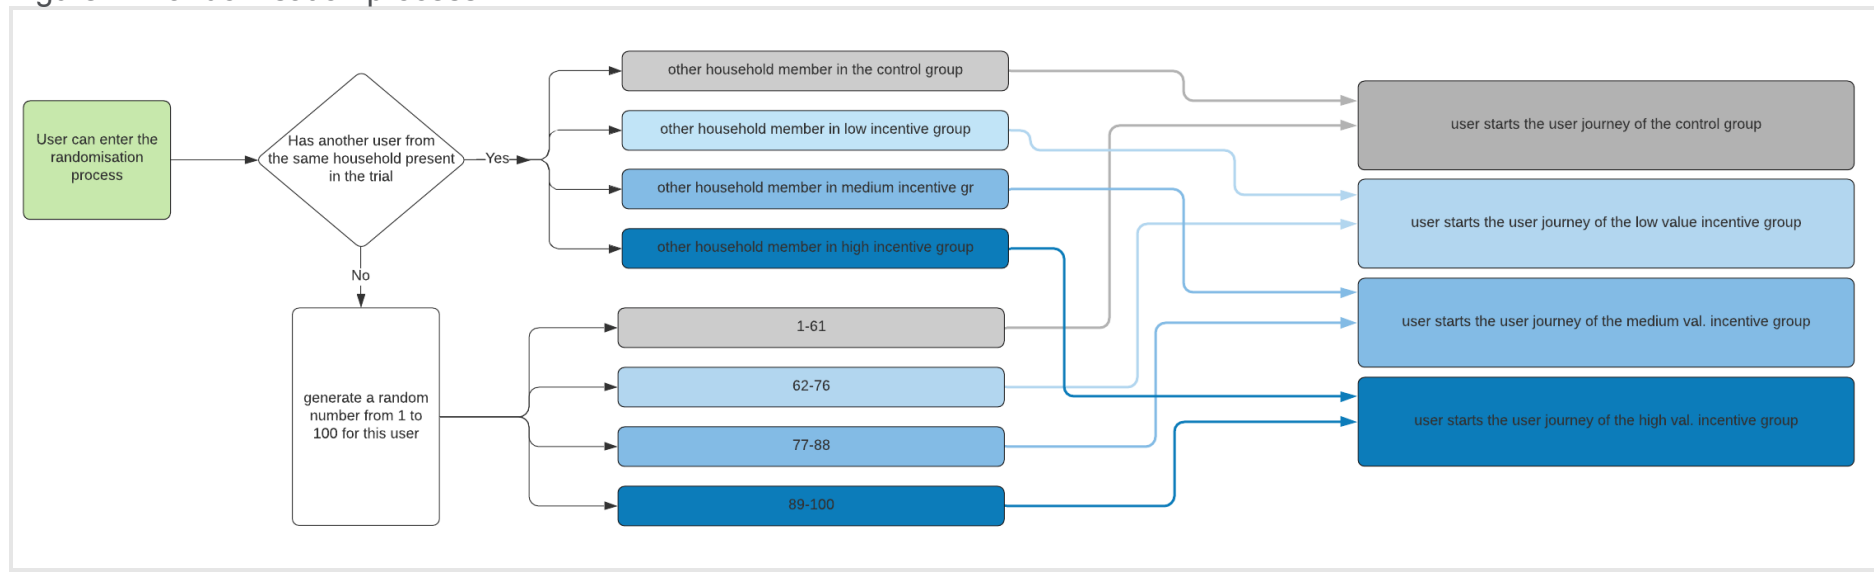 User can enter the
randomisation
process
Has another user from
the same household present
in the trial
Yes
No
other household member in the control group
other household member in low incentive group
other household member in medium incentive gr
other household member in high incentive group
generate a random
number from 1 to
100 for this user
1-61
62-76
77-88
89-100
user starts the user journey of the control group
user starts the user journey of the low value incentive group
user starts the user journey of the medium val. incentive group
user starts the user journey of the high val. incentive group